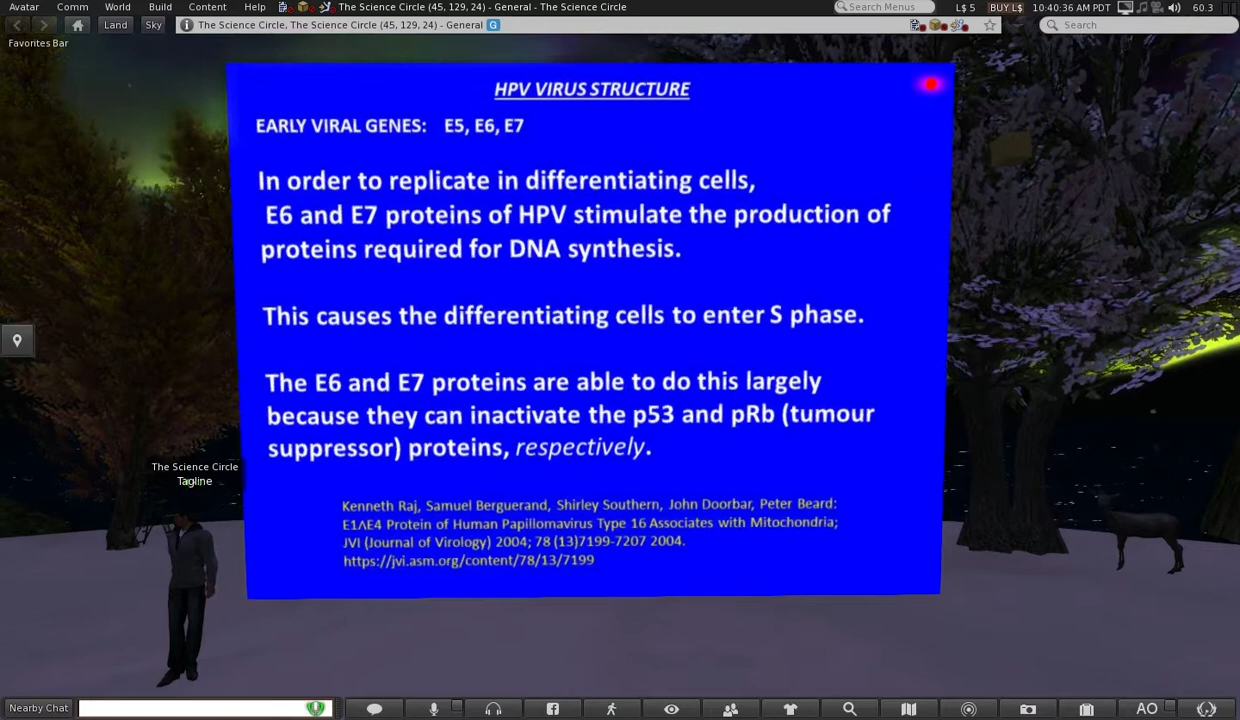 Avatar Comm World Build Content Help The Science Circle, The Science Circle (45, 129, 24) - General - The Science Circle Search Menus L$ 5 BUY L$ 10:40:36 AM PDT 60.3
Land Sky The Science Circle, The Science Circle (45, 129, 24) - General G Search
Favorites Bar
HPV VIRUS STRUCTURE
EARLY VIRAL GENES: E5, E6, E7
In order to replicate in differentiating cells,
E6 and E7 proteins of HPV stimulate the production of
proteins required for DNA synthesis.
This causes the differentiating cells to enter S phase.
The E6 and E7 proteins are able to do this largely
because they can inactivate the p53 and pRb (tumour
suppressor) proteins, respectively.
The Science Circle
Tagline
Kenneth Raj, Samuel Berguerand, Shirley Southern, John Doorbar, Peter Beard:
E1ΛE4 Protein of Human Papillomavirus Type 16 Associates with Mitochondria;
JVI (Journal of Virology) 2004; 78 (13)7199-7207 2004.
https://jvi.asm.org/content/78/13/7199
Nearby Chat AO